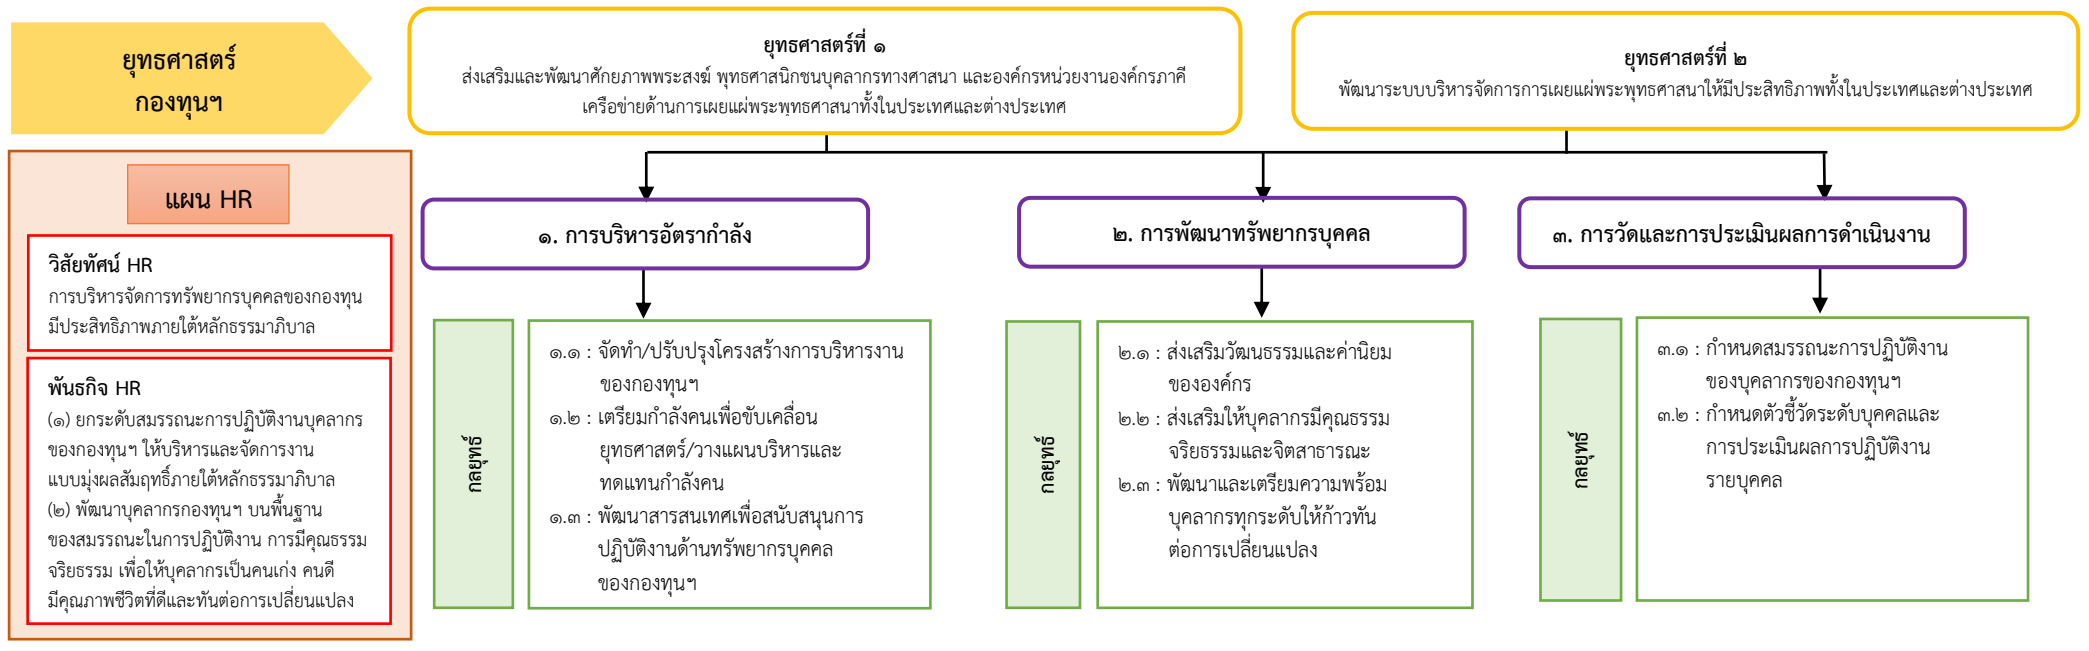 ยุทธศาสตร์
กองทุนฯ
ยุทธศาสตร์ที่ ๑
ส่งเสริมและพัฒนาศักยภาพพระสงฆ์ พุทธศาสนิกชนบุคลากรทางศาสนา และองค์กรหน่วยงานองค์กรภาคี
เครือข่ายด้านการเผยแผ่พระพุทธศาสนาทั้งในประเทศและต่างประเทศ
ยุทธศาสตร์ที่ ๒
พัฒนาระบบบริหารจัดการการเผยแผ่พระพุทธศาสนาให้มีประสิทธิภาพทั้งในประเทศและต่างประเทศ
แผน HR
วิสัยทัศน์ HR
การบริหารจัดการทรัพยากรบุคคลของกองทุน
มีประสิทธิภาพภายใต้หลักธรรมาภิบาล
พันธกิจ HR
(๑) ยกระดับสมรรถนะการปฏิบัติงานบุคลากร
ของกองทุนฯ ให้บริหารและจัดการงาน
แบบมุ่งผลสัมฤทธิ์ภายใต้หลักธรรมาภิบาล
(๒) พัฒนาบุคลากรกองทุนฯ บนพื้นฐาน
ของสมรรถนะในการปฏิบัติงาน การมีคุณธรรม
จริยธรรม เพื่อให้บุคลากรเป็นคนเก่ง คนดี
มีคุณภาพชีวิตที่ดีและทันต่อการเปลี่ยนแปลง
๑. การบริหารอัตรากำลัง
กลยุทธ์
๑.๑ : จัดทำ/ปรับปรุงโครงสร้างการบริหารงาน
ของกองทุนฯ
๑.๒ : เตรียมกำลังคนเพื่อขับเคลื่อน
ยุทธศาสตร์/วางแผนบริหารและ
ทดแทนกำลังคน
๑.๓ : พัฒนาสารสนเทศเพื่อสนับสนุนการ
ปฏิบัติงานด้านทรัพยากรบุคคล
ของกองทุนฯ
๒. การพัฒนาทรัพยากรบุคคล
กลยุทธ์
๒.๑ : ส่งเสริมวัฒนธรรมและค่านิยม
ขององค์กร
๒.๒ : ส่งเสริมให้บุคลากรมีคุณธรรม
จริยธรรมและจิตสาธารณะ
๒.๓ : พัฒนาและเตรียมความพร้อม
บุคลากรทุกระดับให้ก้าวทัน
ต่อการเปลี่ยนแปลง
๓. การวัดและการประเมินผลการดำเนินงาน
กลยุทธ์
๓.๑ : กำหนดสมรรถนะการปฏิบัติงาน
ของบุคลากรของกองทุนฯ
๓.๒ : กำหนดตัวชี้วัดระดับบุคคลและ
การประเมินผลการปฏิบัติงาน
รายบุคคล